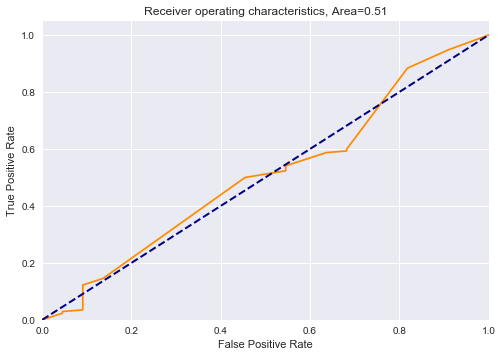 Receiver operating characteristics, Area=0.51
True Positive Rate
1.0
0.8
0.6
0.4
0.2
0.0
0.0 0.2 0.4 0.6 0.8 1.0
False Positive Rate